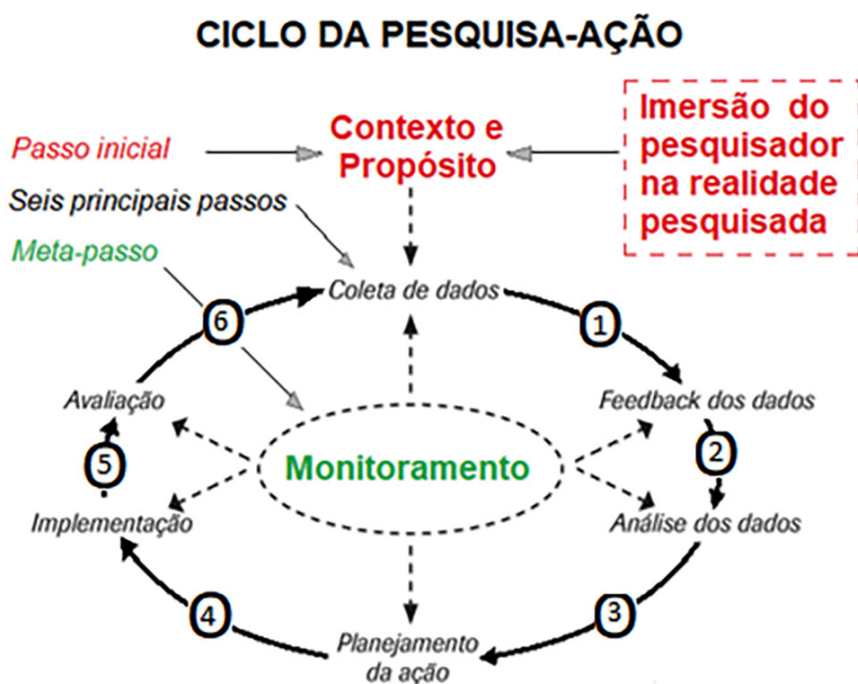 CICLO DA PESQUISA-AÇÃO
Passo inicial
Contexto e
Propósito
Imersão do
pesquisador
na realidade
pesquisada
Seis principais passos
Meta-passo
Coleta de dados
6
1
Avaliação
Feedback dos dados
Monitoramento
5
2
Implementação
Análise dos dados
4
3
Planejamento
da ação